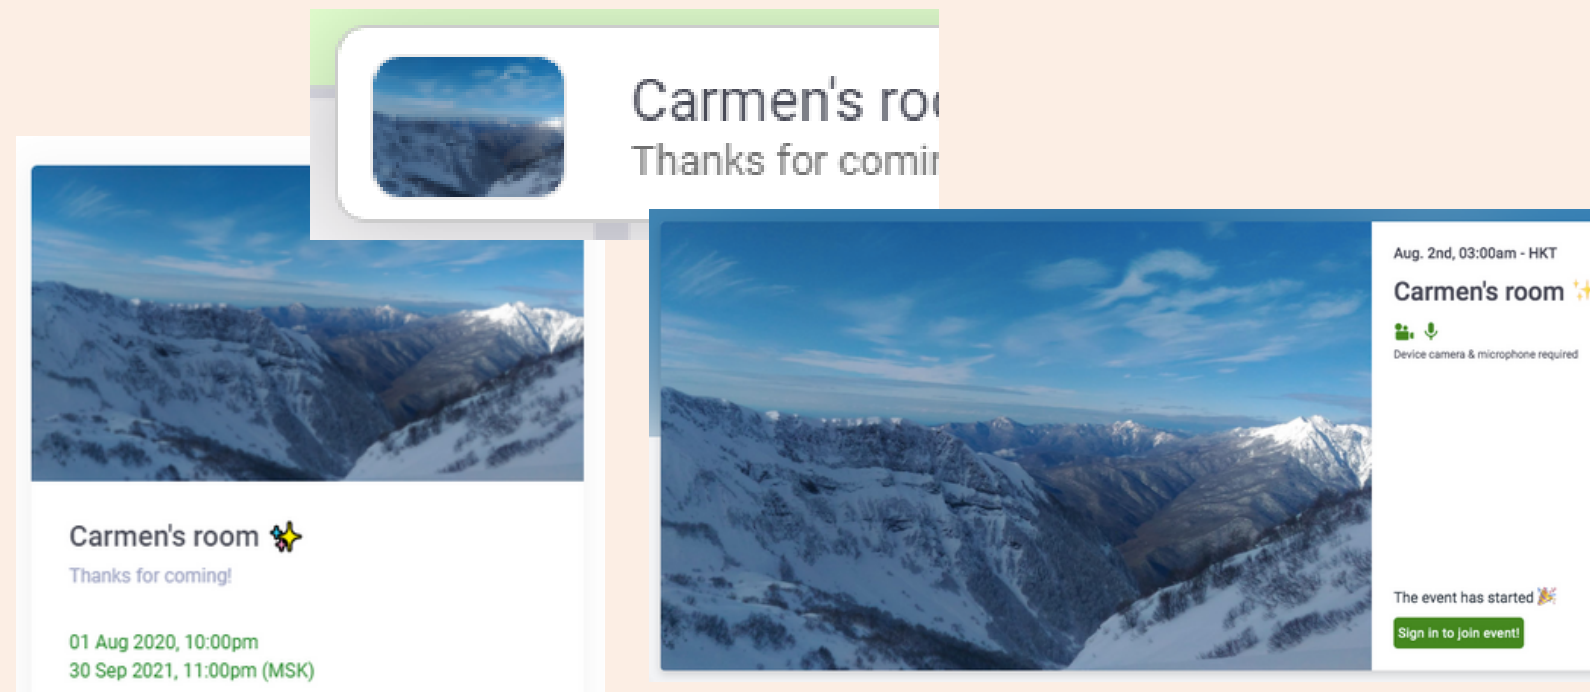 Carmen's roo
Thanks for comin
Carmen's room ✨
Thanks for coming!
01 Aug 2020, 10:00pm
30 Sep 2021, 11:00pm (MSK)
Aug. 2nd, 03:00am - HKT
Carmen's room ✨
Device camera & microphone required
The event has started 🎉
Sign in to join event!